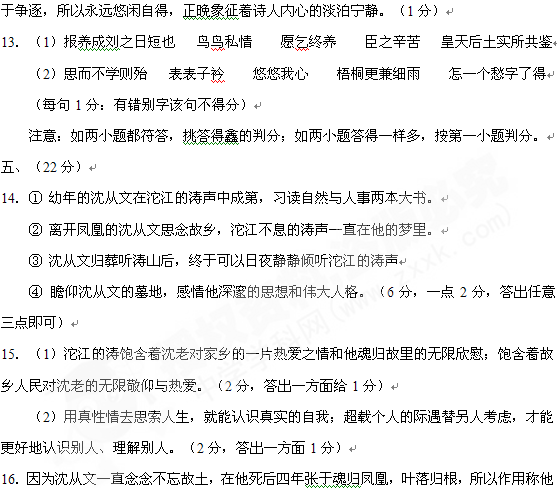 于争逐，所以永远悠闲自得，正晚象征着诗人内心的淡泊宁静。（1 分）
13．（1）报养成刘之日短也 鸟鸟私情 愿乞终养 臣之辛苦 皇天后土实所共鉴
（2）思而不学则殆 表表子衿 悠悠我心 梧桐更兼细雨 怎一个愁字了得
（每句 1 分：有错别字该句不得分）
注意：如两小题都符答，挑答得鑫的判分；如两小题答得一样多，按第一小题判分。
五、（22 分）
14．① 幼年的沈从文在沱江的涛声中成第，习读自然与人事两本大书。
② 离开凤凰的沈从文思念故乡，沱江不息的涛声一直在他的梦里。
③ 沈从文归葬听涛山后，终于可以日夜静静倾听沱江的涛声
④ 瞻仰沈从文的墓地，感情他深蜜的思想和伟大人格。（6 分，一点 2 分，答出任意
三点即可）
15．（1）沱江的涛饱含着沈老对家乡的一片热爱之情和他魂归故里的无限欣慰；饱含着故
乡人民对沈老的无限敬仰与热爱。（2 分，答出一方面给 1 分）
（2）用真性情去思索人生，就能认识真实的自我；超载个人的际遇替另人考虑，才能
更好地认识别人、理解别人。（2分，答出一方面 1 分）
16．因为沈从文一直念念不忘故土，在他死后四年张于魂归凤凰，叶落归根，所以作用称他